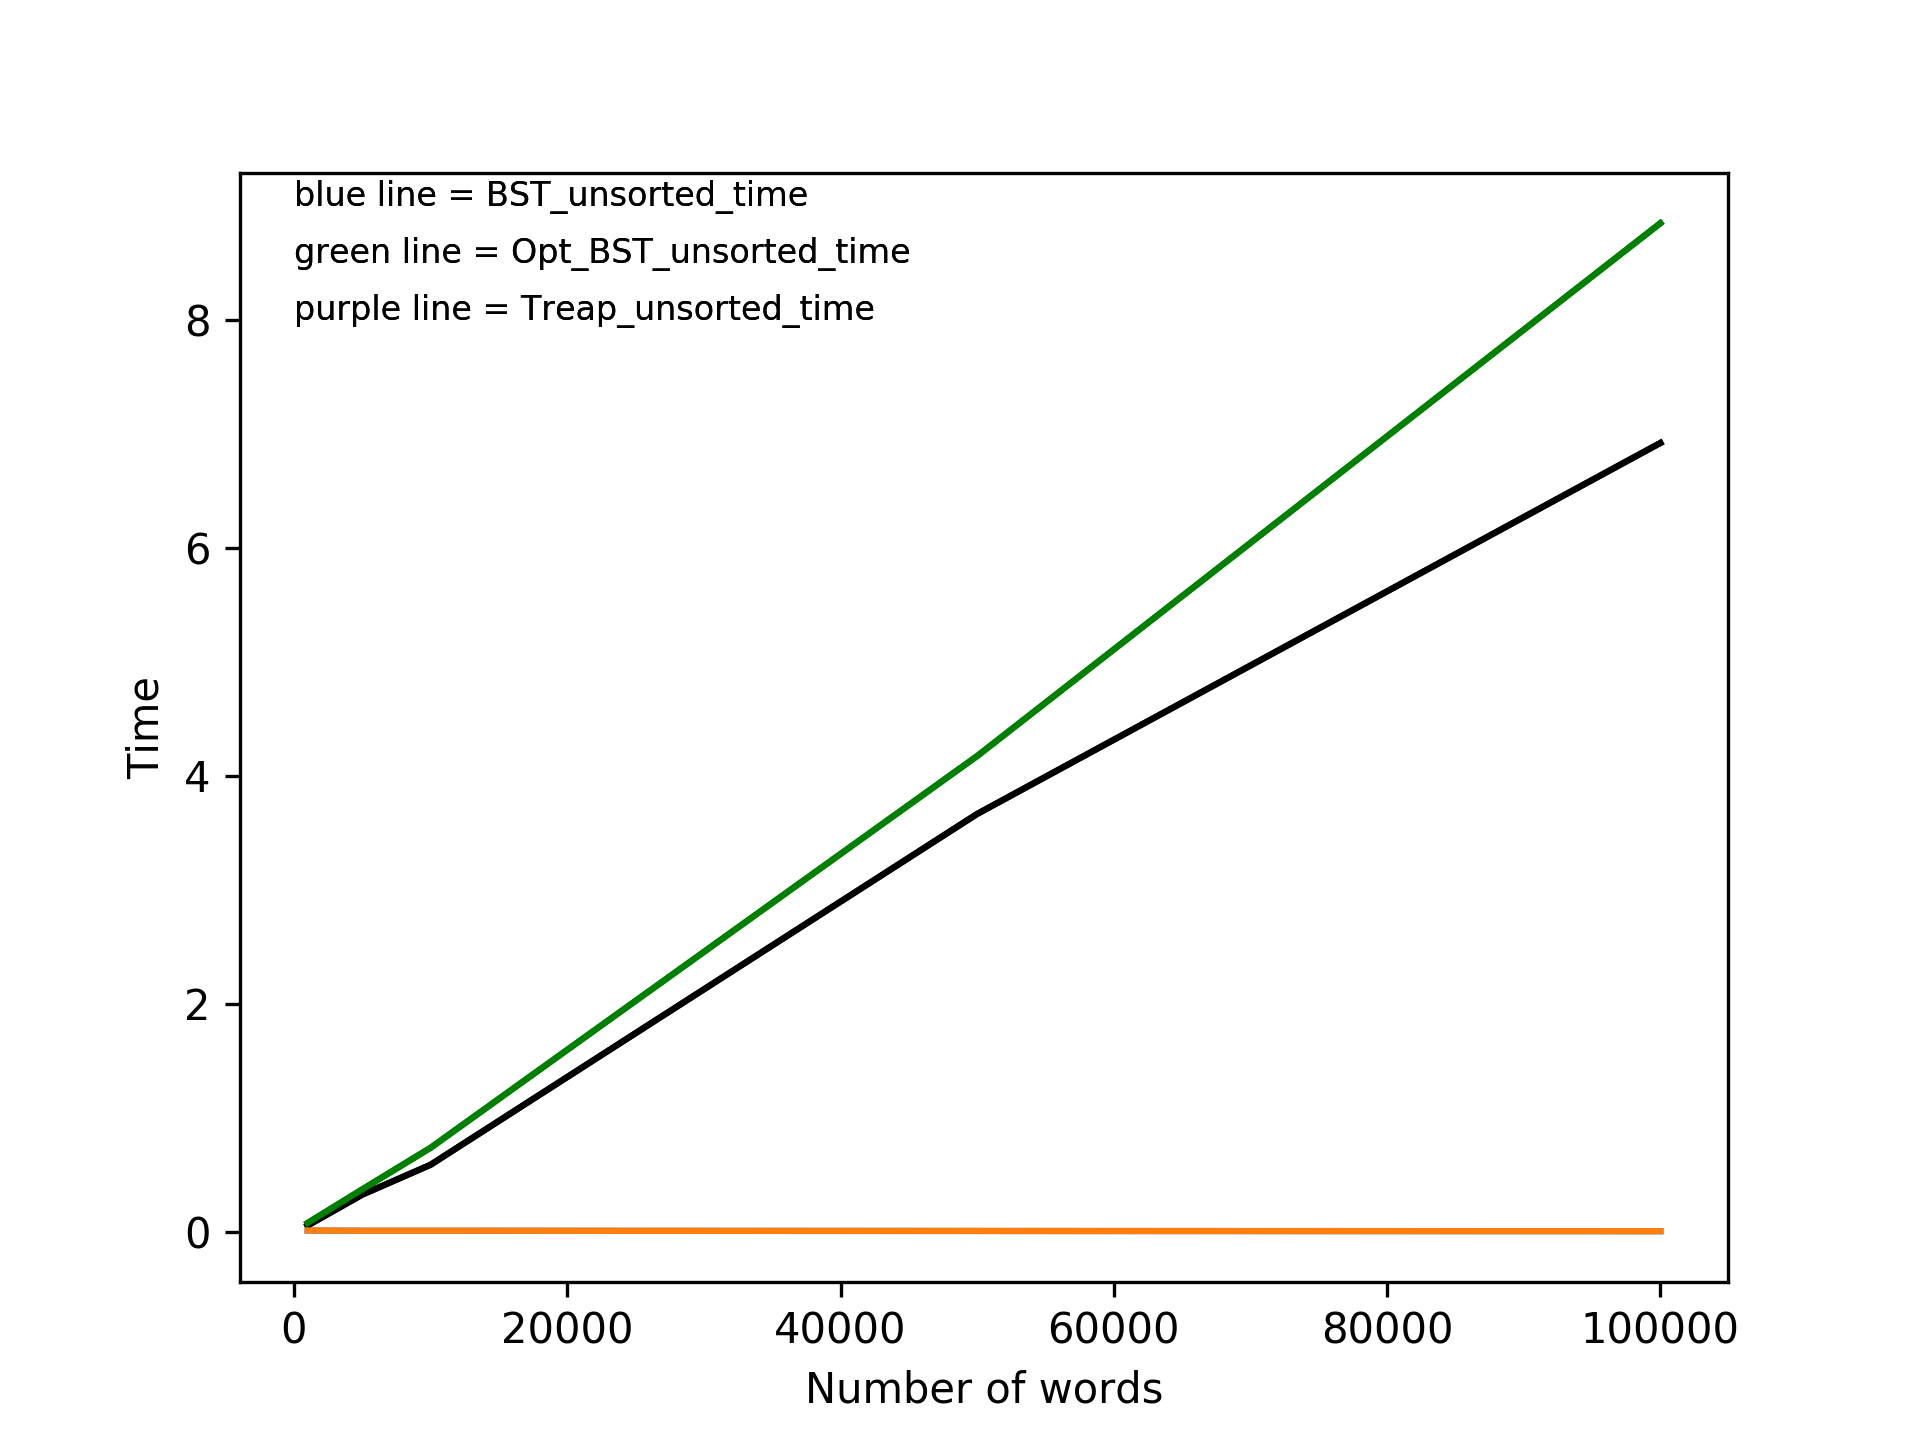 blue line = BST_unsorted_time
green line = Opt_BST_unsorted_time
purple line = Treap_unsorted_time
8
6
4
2
0
Time
0 20000 40000 60000 80000 100000
Number of words